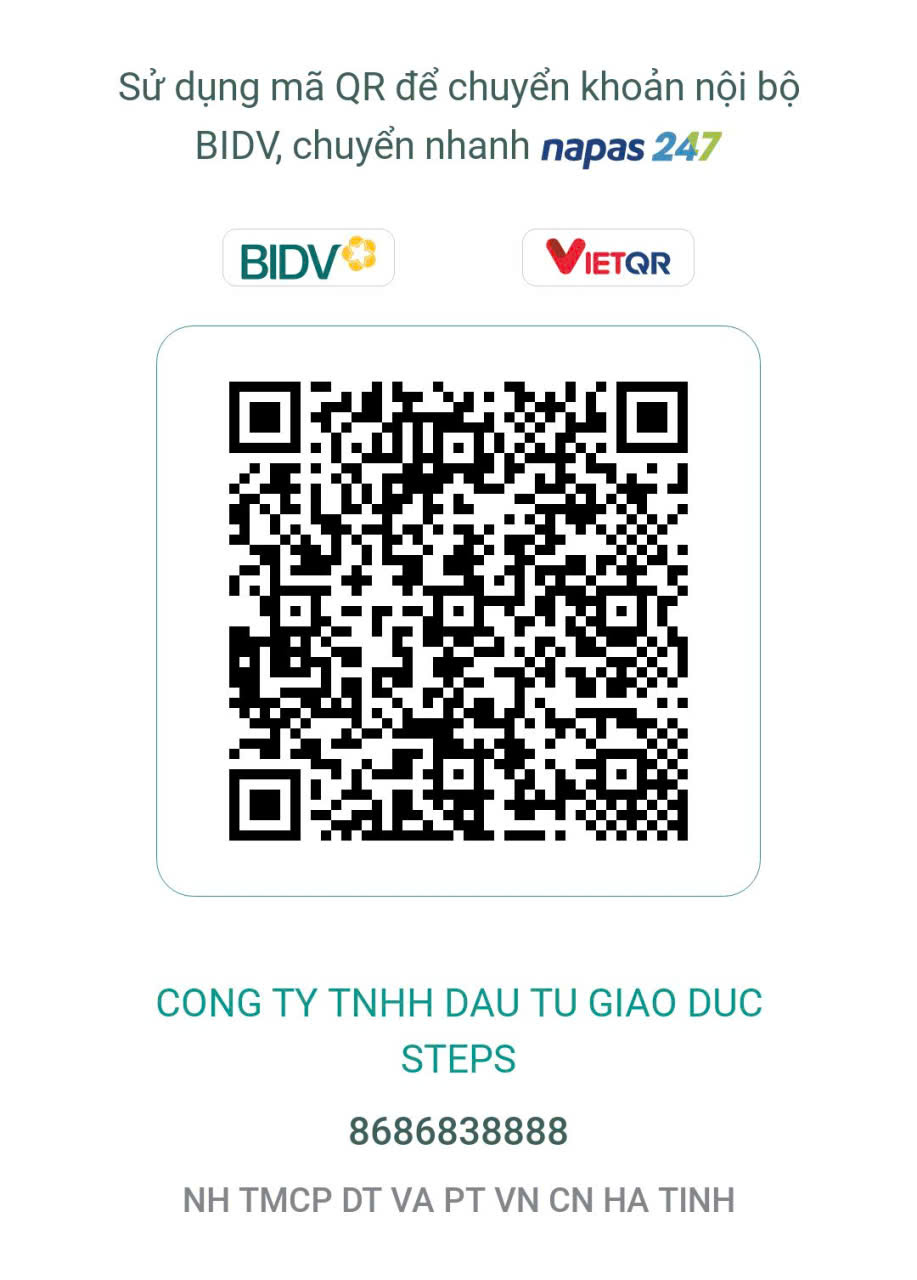 Sử dụng mã QR để chuyển khoản nội bộ
BIDV, chuyển nhanh napas 247
BIDV
VIETQR
CONG TY TNHH DAU TU GIAO DUC
STEPS
8686838888
NH TMCP DT VA PT VN CN HA TINH